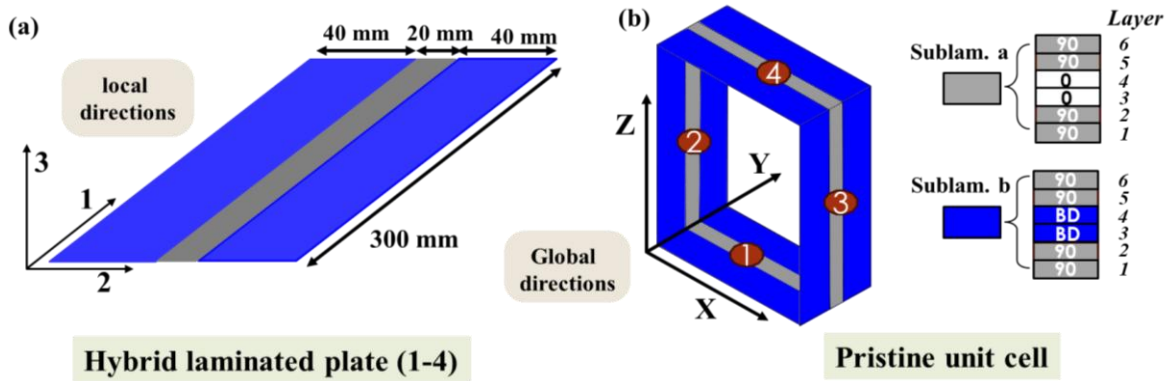 (a)
40 mm 20 mm 40 mm
local
directions
3
1
2
300 mm
Hybrid laminated plate (1-4)
(b)
Z
Y
X
4
2
3
1
Global
directions
Pristine unit cell
Layer
Sublam. a
90 6
90 5
0 4
0 3
90 2
90 1
Sublam. b
90 6
90 5
BD 4
BD 3
90 2
90 1